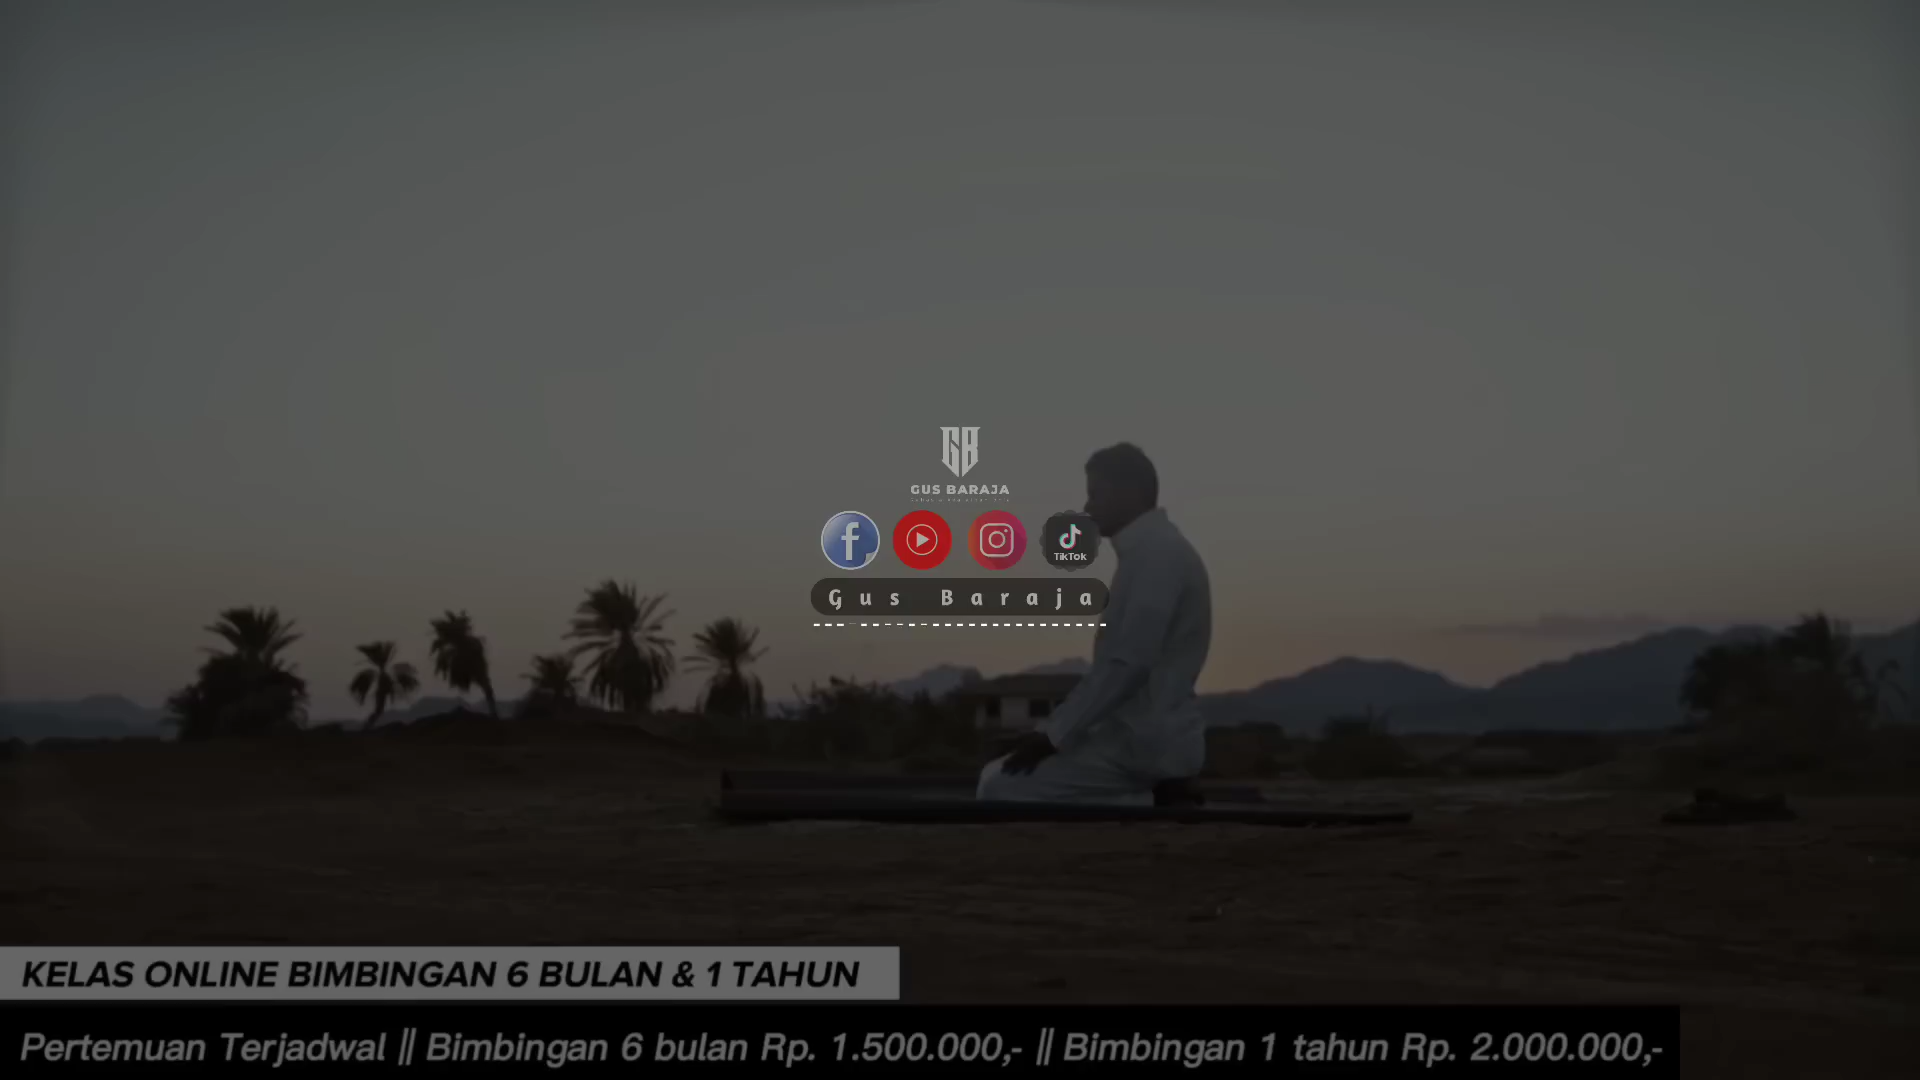 GB
GUS BARAJA
TikTok
Gus Baraja
KELAS ONLINE BIMBINGAN 6 BULAN & 1 TAHUN
Pertemuan Terjadwal || Bimbingan 6 bulan Rp. 1.500.000,- || Bimbingan 1 tahun Rp. 2.000.000,-